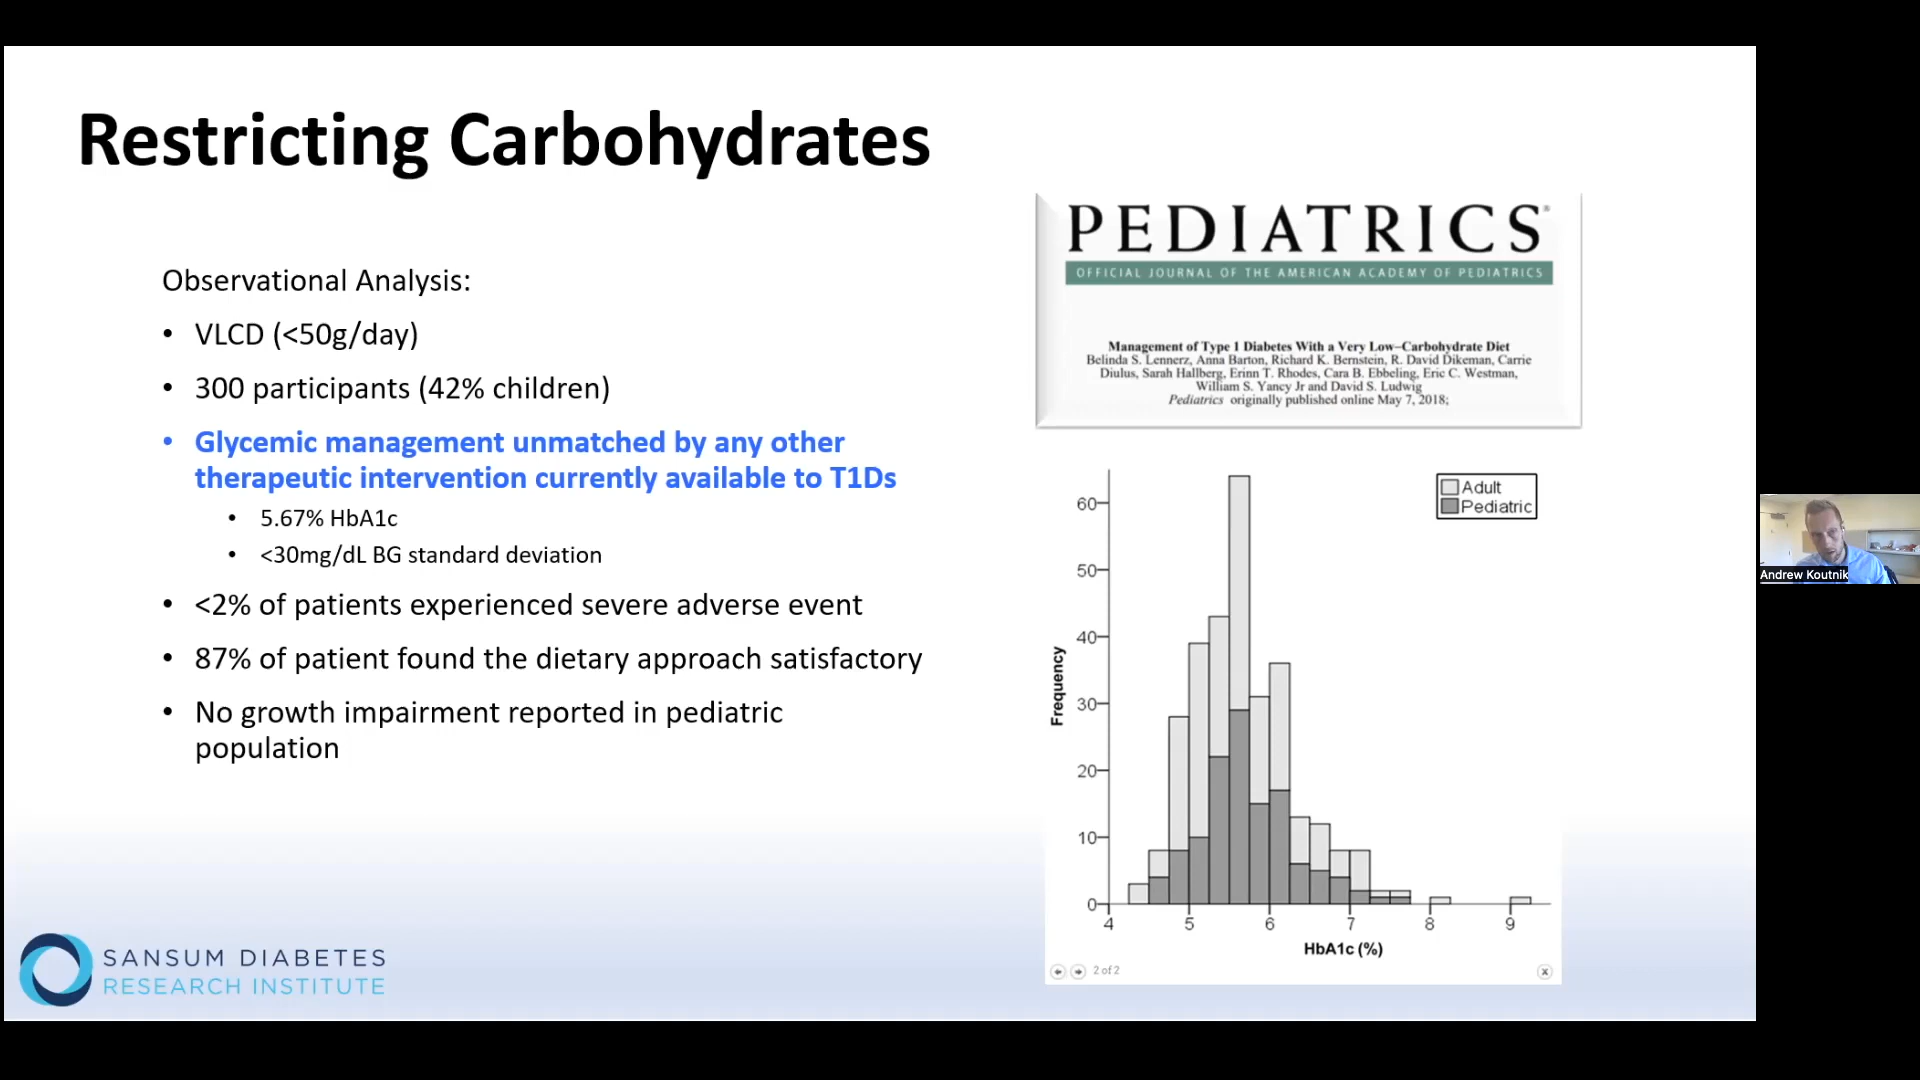 Restricting Carbohydrates
Observational Analysis:
• VLCD (<50g/day)
• 300 participants (42% children)
• Glycemic management unmatched by any other
therapeutic intervention currently available to T1Ds
• 5.67% HbA1c
• <30mg/dL BG standard deviation
• <2% of patients experienced severe adverse event
• 87% of patient found the dietary approach satisfactory
• No growth impairment reported in pediatric
population
PEDIATRICS®
OFFICIAL JOURNAL OF THE AMERICAN ACADEMY OF PEDIATRICS
Management of Type 1 Diabetes With a Very Low–Carbohydrate Diet
Belinda S. Lennerz, Anna Barton, Richard K. Bernstein, R. David Dikeman, Carrie
Diulus, Sarah Hallberg, Erinn T. Rhodes, Cara B. Ebbeling, Eric C. Westman,
William S. Yancy Jr and David S. Ludwig
Pediatrics originally published online May 7, 2018;
Adult
Pediatric
Frequency
60
50
40
30
20
10
0
4 5 6 7 8 9
HbA1c (%)
2 of 2
x
SANSUM DIABETES
RESEARCH INSTITUTE
Andrew Koutnik